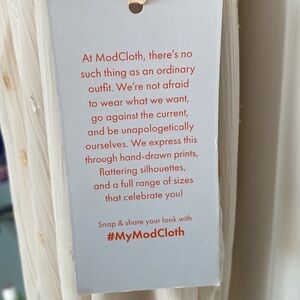 At ModCloth, there's no
such thing as an ordinary
outfit. We're not afraid
to wear what we want,
go against the current,
and be unapologetically
ourselves. We express this
through hand-drawn prints,
flattering silhouettes,
and a full range of sizes
that celebrate you!
Snap & share your look with
#MyModCloth